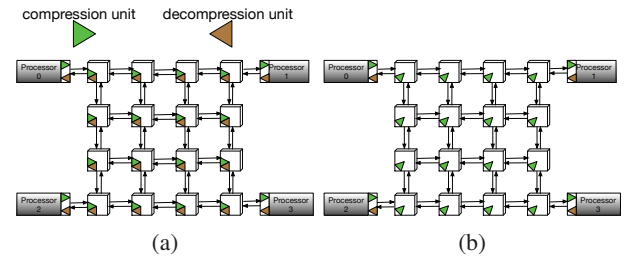 compression unit decompression unit
Processor Processor Processor Processor
0 1 0 1
Processor Processor Processor Processor
2 3 2 3
(a) (b)